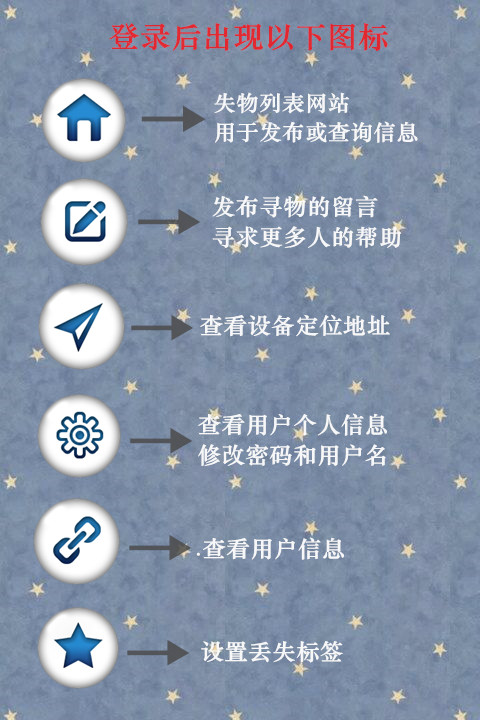 登录后出现以下图标
失物列表网站
用于发布或查询信息
发布寻物的留言
寻求更多人的帮助
查看设备定位地址
查看用户个人信息
修改密码和用户名
.查看用户信息
设置丢失标签